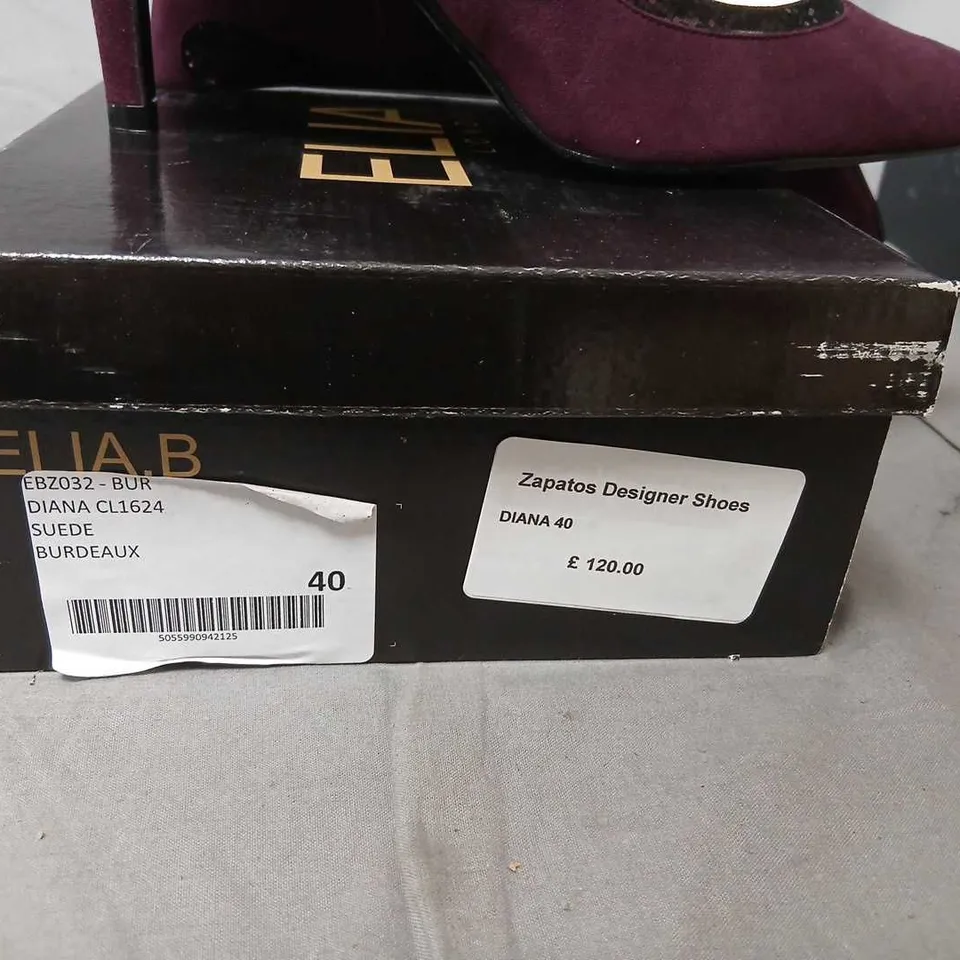 ELIA
ELIA.B
EBZ032 - BUR
DIANA CL1624
SUEDE
BURDEAUX
40
5055990942125
Zapatos Designer Shoes
DIANA 40
£ 120.00